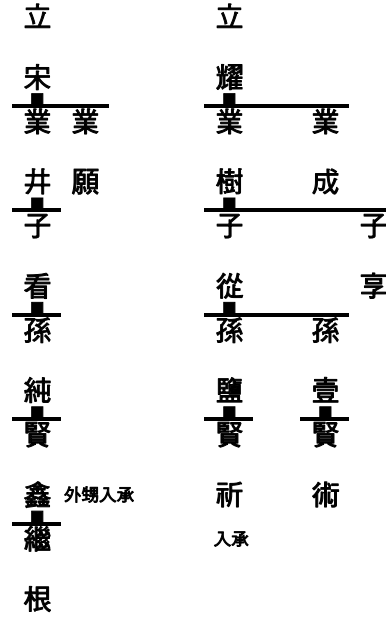 立 立
宋 耀
業 業 業 業
井 願 樹 成
子 子 子
看 從 享
孫 孫 孫
純 鹽 壹
賢 賢 賢
鑫 外甥入承 祈 術
繼 入承
根